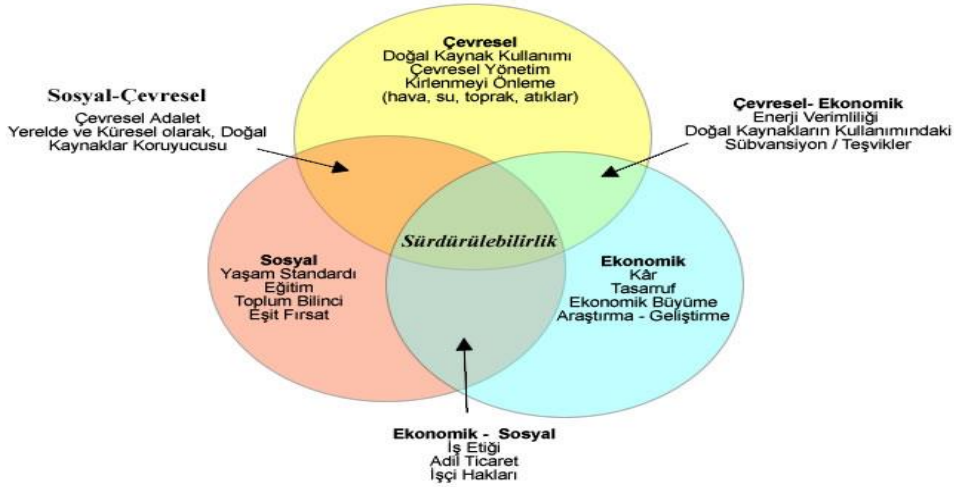 Çevresel
Doğal Kaynak Kullanımı
Çevresel Yönetim
Kirlenmeyi Önleme
(hava, su, toprak, atıklar)
Sosyal-Çevresel
Çevresel Adalet
Yerelde ve Küresel olarak, Doğal
Kaynaklar Koruyucusu
Çevresel- Ekonomik
Enerji Verimliliği
Doğal Kaynakların Kullanımındaki
Sübvansiyon / Teşvikler
Sürdürülebilirlik
Sosyal
Yaşam Standardı
Eğitim
Toplum Bilinci
Eşit Fırsat
Ekonomik
Kâr
Tasarruf
Ekonomik Büyüme
Araştırma - Geliştirme
Ekonomik - Sosyal
İş Etiği
Adil Ticaret
İşçi Hakları